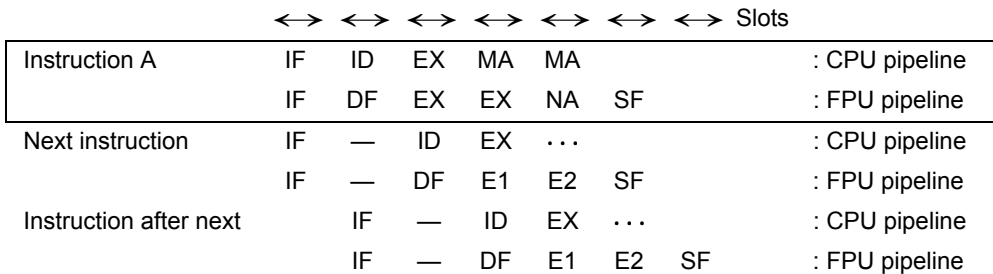 Slots
Instruction A IF ID EX MA MA : CPU pipeline
IF DF EX EX NA SF : FPU pipeline
Next instruction IF — ID EX ··· : CPU pipeline
IF — DF E1 E2 SF : FPU pipeline
Instruction after next IF — ID EX ··· : CPU pipeline
IF — DF E1 E2 SF : FPU pipeline